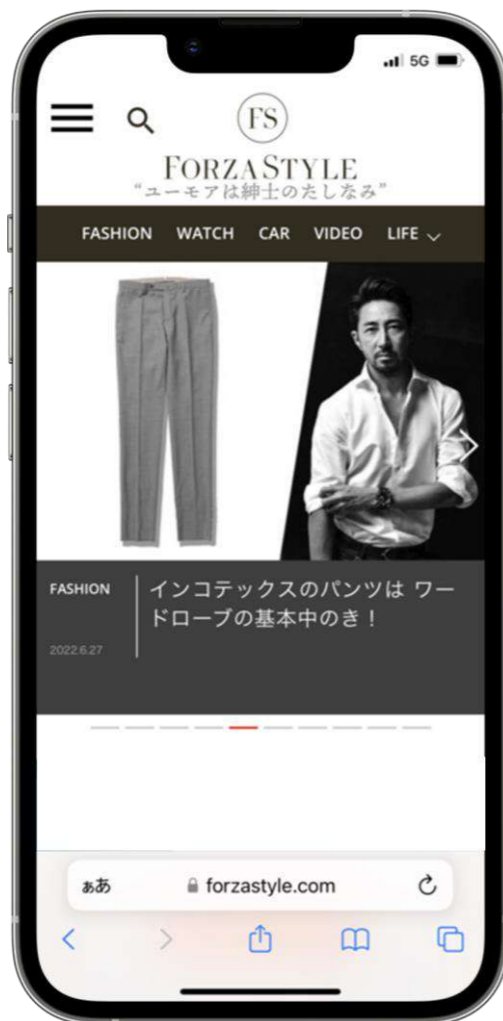 5G
FS
FORZASTYLE
“ユーモアは紳士のたしなみ”
FASHION WATCH CAR VIDEO LIFE
FASHION
インコテックスのパンツは ワー
ドローブの基本中のき！
2022.6.27
ぁあ forzastyle.com